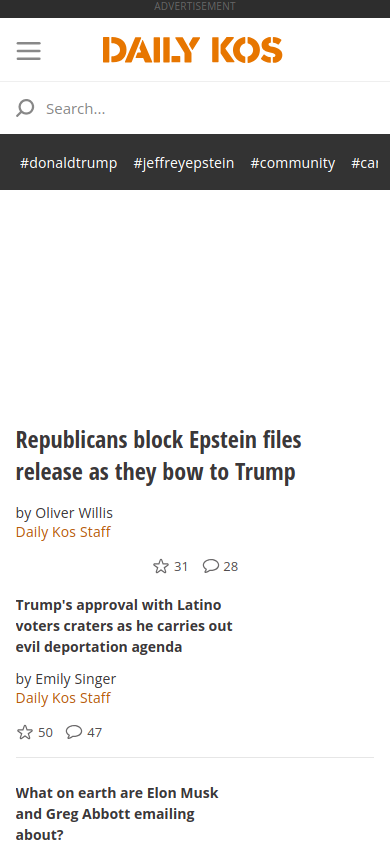 ADVERTISEMENT
DAILY KOS
Search...
#donaldtrump #jeffreyepstein #community
Republicans block Epstein files
release as they bow to Trump
by Oliver Willis
Daily Kos Staff
31 28
Trump's approval with Latino
voters craters as he carries out
evil deportation agenda
by Emily Singer
Daily Kos Staff
50 47
What on earth are Elon Musk
and Greg Abbott emailing
about?